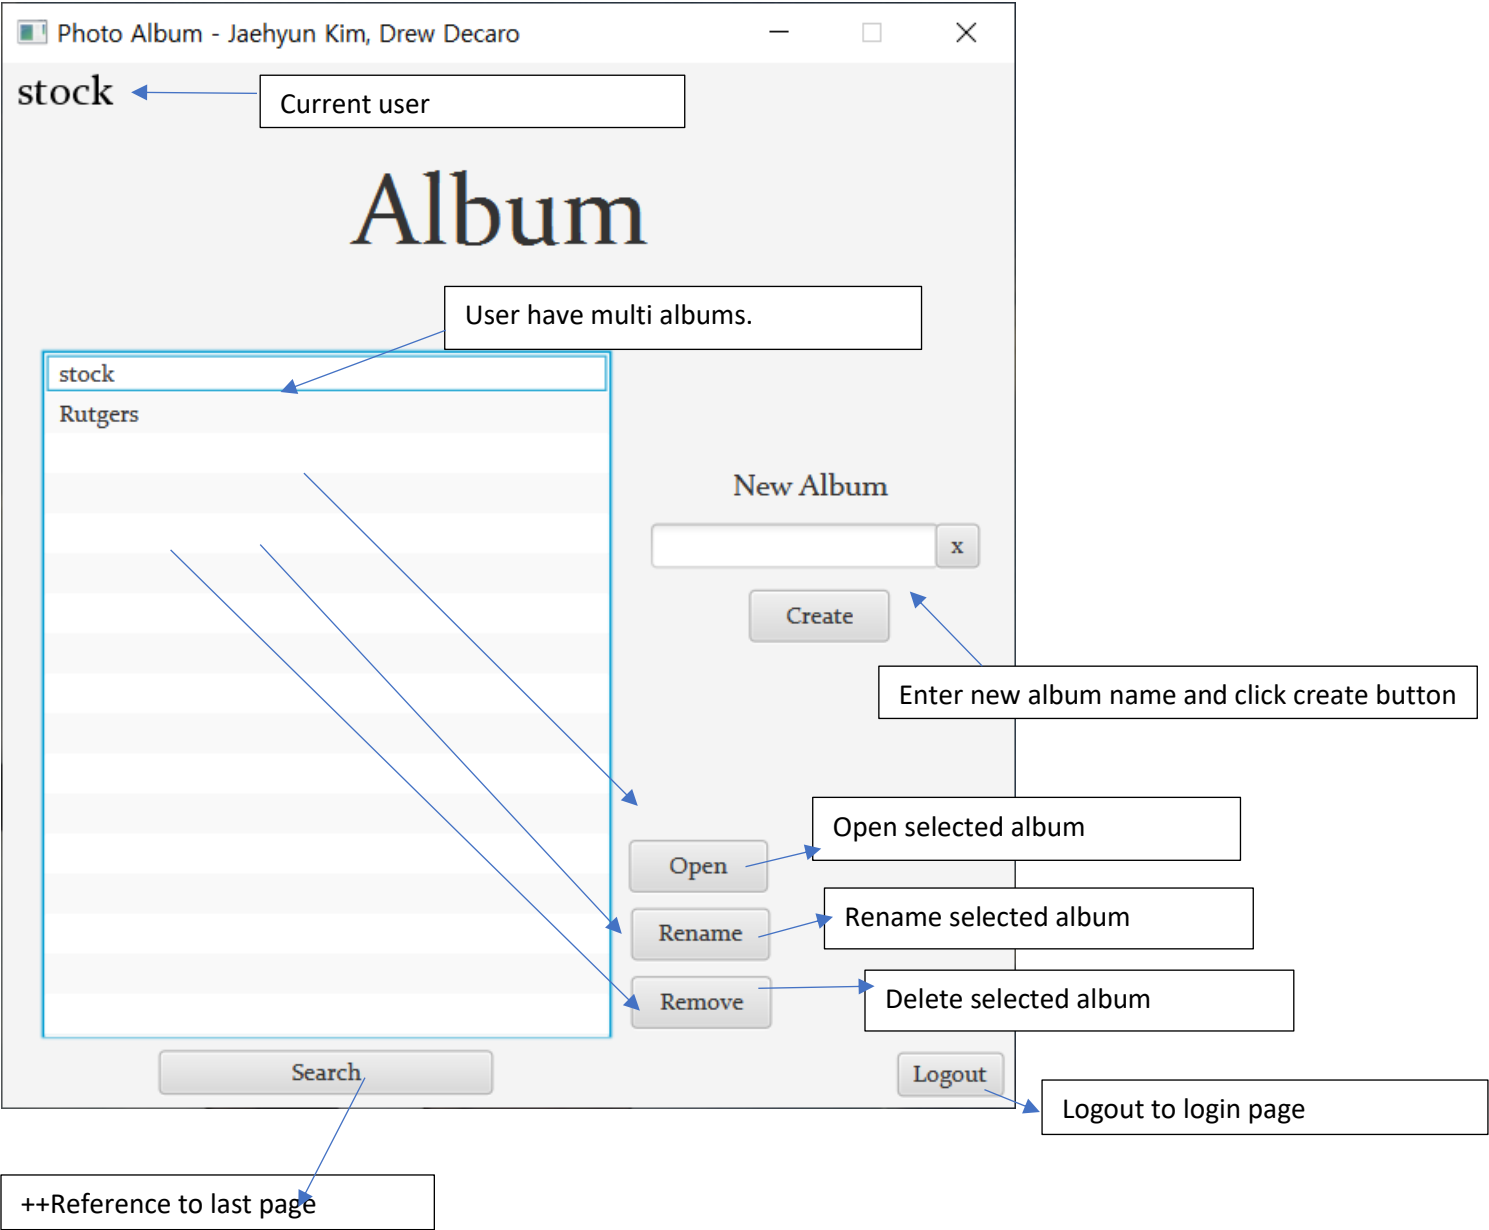 Photo Album - Jaehyun Kim, Drew Decaro
stock
Current user
Album
User have multi albums.
stock
Rutgers
New Album
x
Create
Enter new album name and click create button
Open selected album
Open
Rename selected album
Rename
Delete selected album
Remove
Search
Logout
Logout to login page
++Reference to last page